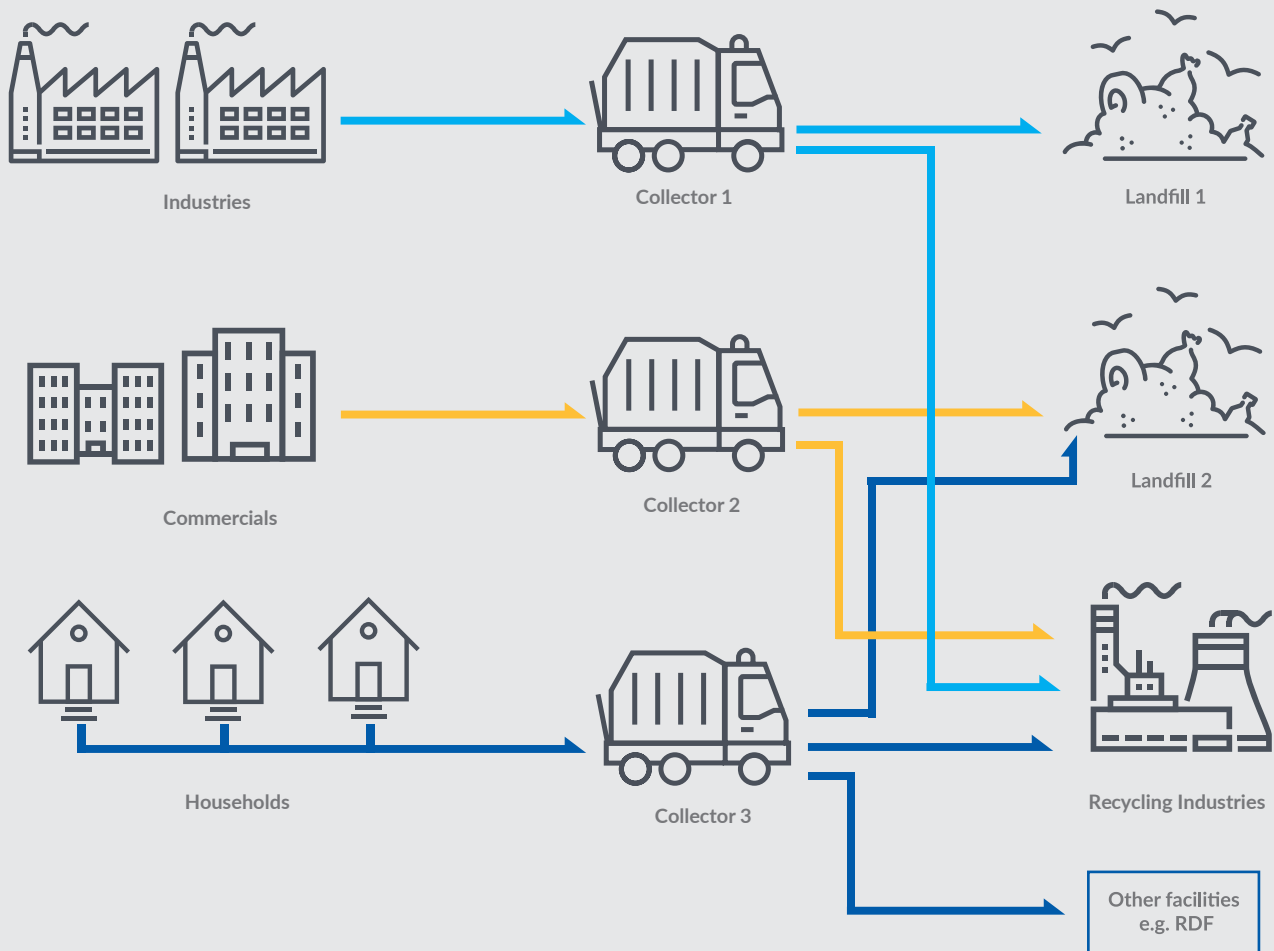 Industries
Collector 1
Landfill 1
Commercials
Collector 2
Landfill 2
Households
Collector 3
Recycling Industries
Other facilities
e.g. RDF